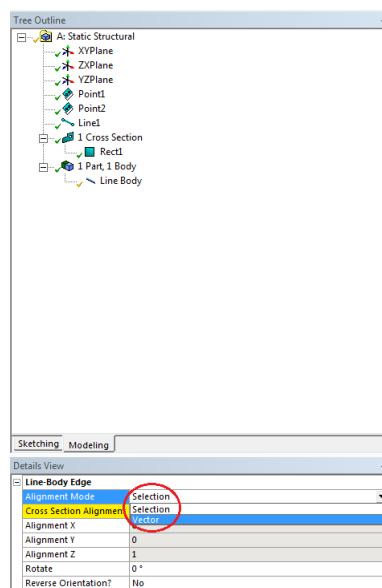 Tree Outline
A: Static Structural
XYPlane
ZXPlane
YZPlane
Point1
Point2
Line1
1 Cross Section
Rect1
1 Part, 1 Body
Line Body
Sketching Modeling
Details View
Line-Body Edge
Alignment Mode Selection
Cross Section Alignment Selection
Vector
Alignment X
Alignment Y 0
Alignment Z 1
Rotate 0 °
Reverse Orientation? No